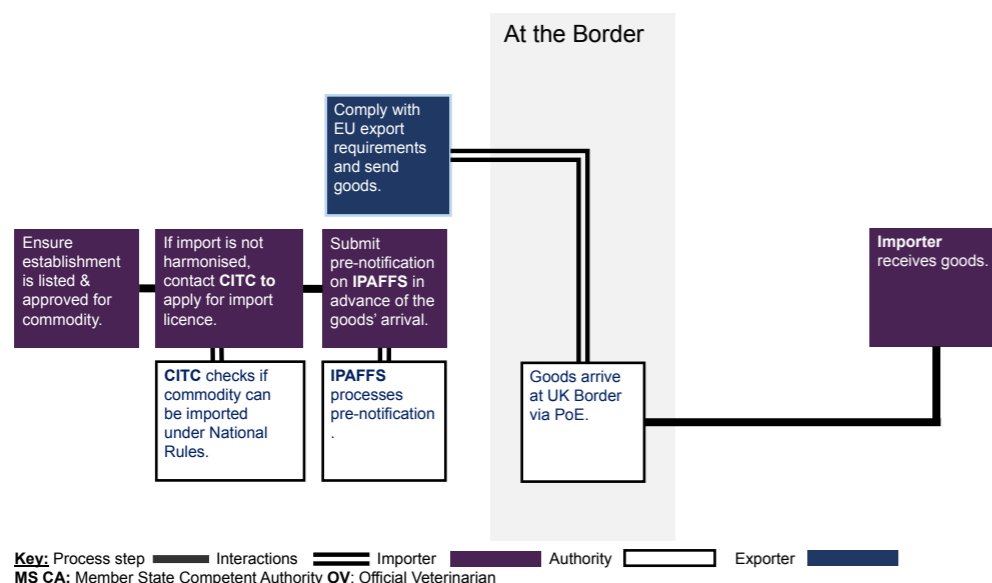 At the Border
Comply with
EU export
requirements
and send
goods.
Ensure
establishment
is listed &
approved for
commodity.
If import is not
harmonised,
contact CITC to
apply for import
licence.
Submit
pre-notification
on IPAFFS in
advance of the
goods' arrival.
Importer
receives goods.
CITC checks if
commodity can
be imported
under National
Rules.
IPAFFS
processes
pre-notification
.
Goods arrive
at UK Border
via PoE.
Key: Process step Interactions Importer Authority Exporter
MS CA: Member State Competent Authority OV: Official Veterinarian